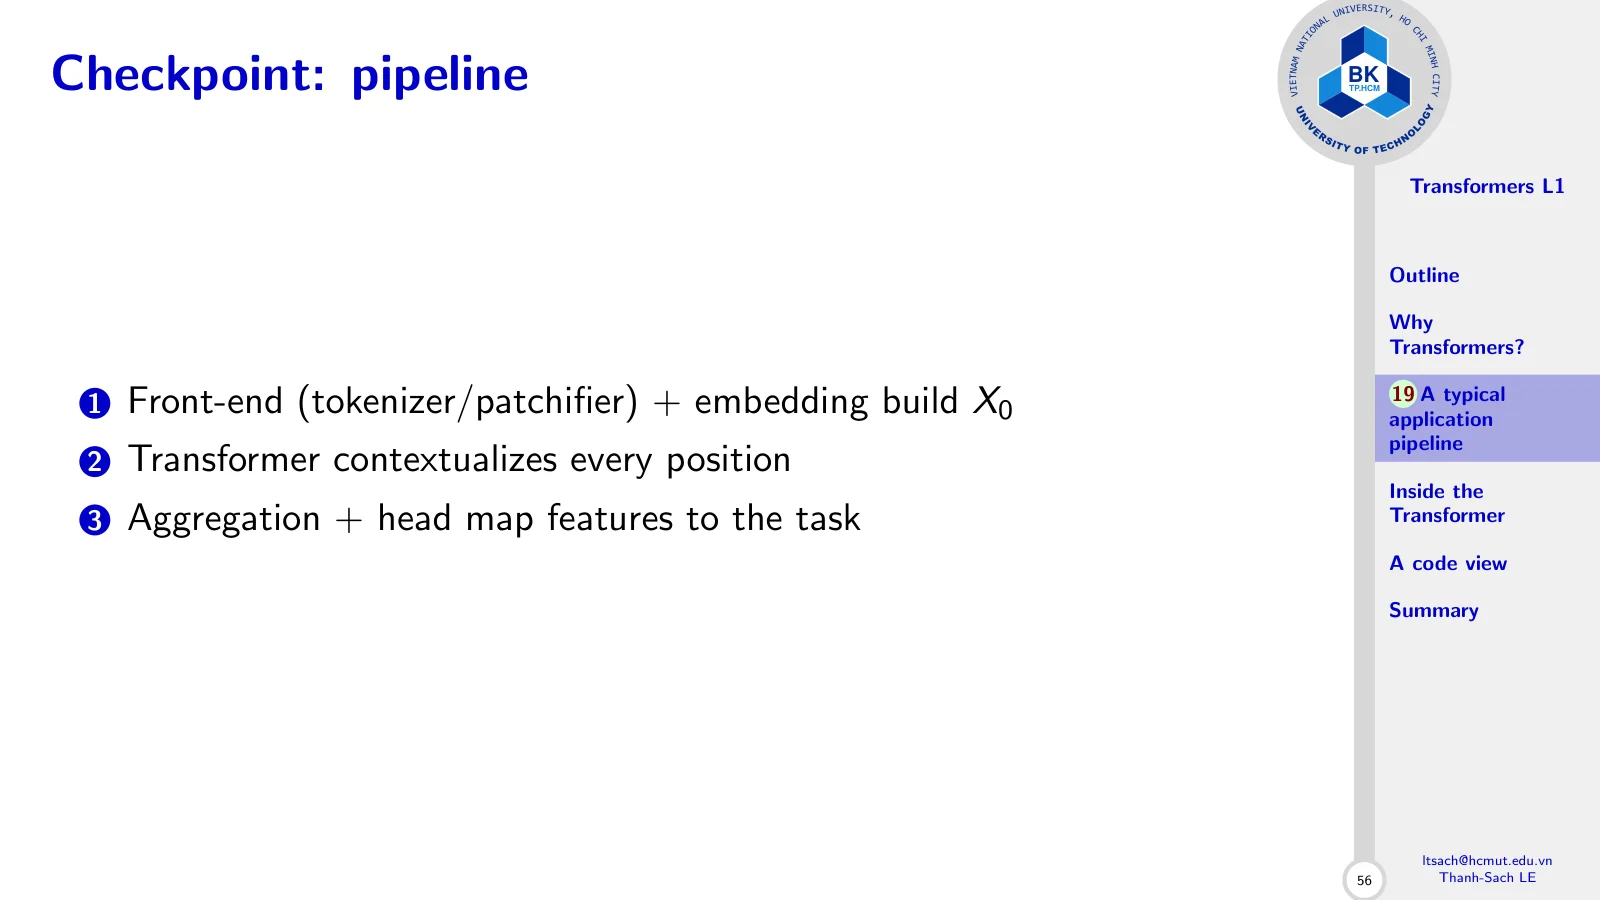 Checkpoint: pipeline
1 Front-end (tokenizer/patchifier) + embedding build X₀
2 Transformer contextualizes every position
3 Aggregation + head map features to the task
VIETNAM NATIONAL UNIVERSITY, HO CHI MINH CITY
BK
TP.HCM
UNIVERSITY OF TECHNOLOGY
Transformers L1
Outline
Why
Transformers?
19 A typical
application
pipeline
Inside the
Transformer
A code view
Summary
ltsach@hcmut.edu.vn
Thanh-Sach LE
56